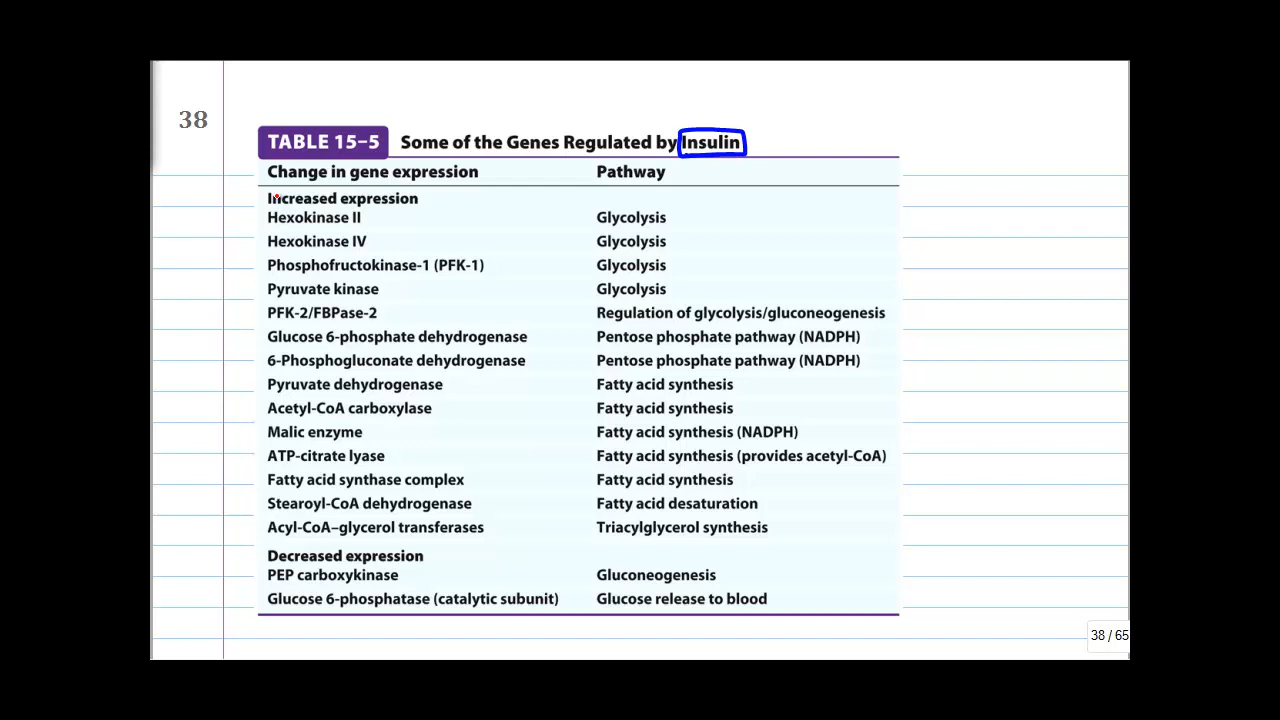 38
TABLE 15–5 Some of the Genes Regulated by Insulin
Change in gene expression Pathway
Increased expression
Hexokinase II Glycolysis
Hexokinase IV Glycolysis
Phosphofructokinase-1 (PFK-1) Glycolysis
Pyruvate kinase Glycolysis
PFK-2/FBPase-2 Regulation of glycolysis/gluconeogenesis
Glucose 6-phosphate dehydrogenase Pentose phosphate pathway (NADPH)
6-Phosphogluconate dehydrogenase Pentose phosphate pathway (NADPH)
Pyruvate dehydrogenase Fatty acid synthesis
Acetyl-CoA carboxylase Fatty acid synthesis
Malic enzyme Fatty acid synthesis (NADPH)
ATP-citrate lyase Fatty acid synthesis (provides acetyl-CoA)
Fatty acid synthase complex Fatty acid synthesis
Stearoyl-CoA dehydrogenase Fatty acid desaturation
Acyl-CoA–glycerol transferases Triacylglycerol synthesis
Decreased expression
PEP carboxykinase Gluconeogenesis
Glucose 6-phosphatase (catalytic subunit) Glucose release to blood
38 / 65